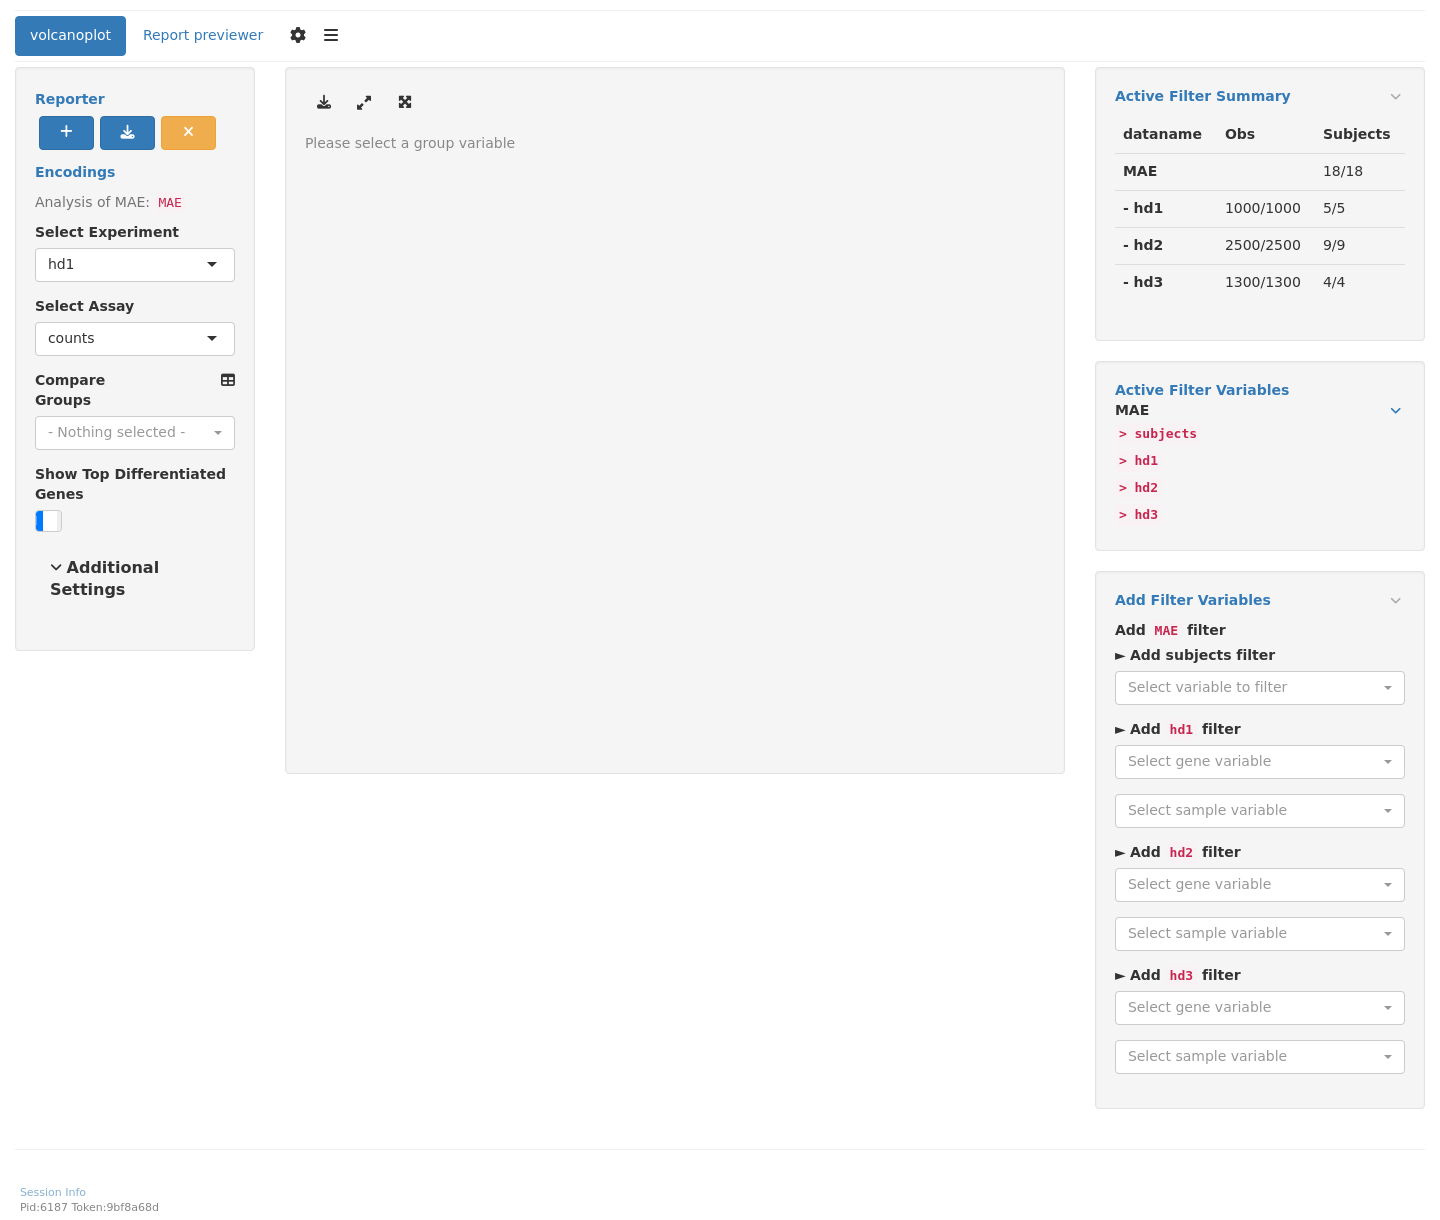 volcanoplot
Report previewer
Reporter
Encodings
Analysis of MAE: MAE
Select Experiment
hd1
Select Assay
counts
Compare
Groups
- Nothing selected -
Show Top Differentiated
Genes
Additional
Settings
Please select a group variable
Active Filter Summary
dataname Obs Subjects
MAE 18/18
- hd1 1000/1000 5/5
- hd2 2500/2500 9/9
- hd3 1300/1300 4/4
Active Filter Variables
MAE
> subjects
> hd1
> hd2
> hd3
Add Filter Variables
Add MAE filter
► Add subjects filter
Select variable to filter
► Add hd1 filter
Select gene variable
Select sample variable
► Add hd2 filter
Select gene variable
Select sample variable
► Add hd3 filter
Select gene variable
Select sample variable
Session Info
Pid:6187 Token:9bf8a68d